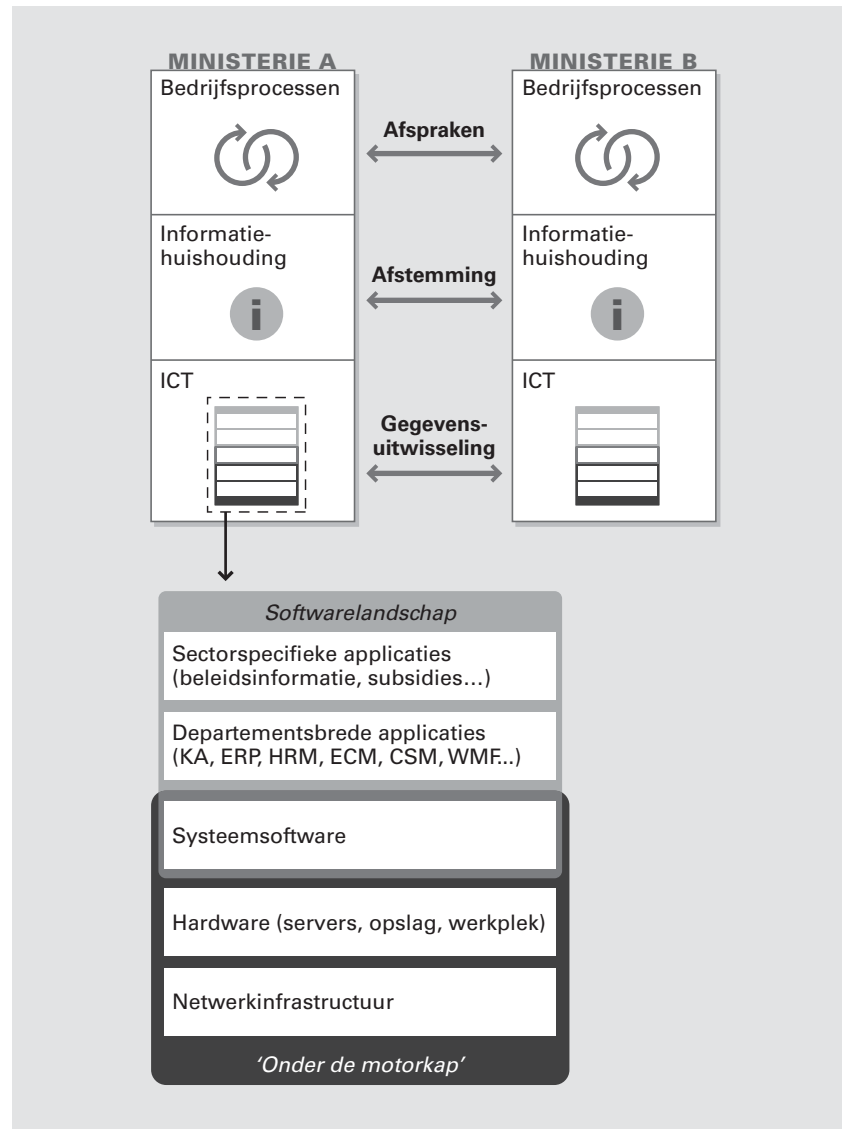 MINISTERIE A
Bedrijfsprocessen
Informatie-
huishouding
i
ICT
Afspraken
Afstemming
Gegevens-
uitwisseling
MINISTERIE B
Bedrijfsprocessen
Informatie-
huishouding
i
ICT
Softwarelandschap
Sectorspecifieke applicaties
(beleidsinformatie, subsidies…)
Departementsbrede applicaties
(KA, ERP, HRM, ECM, CSM, WMF...)
Systeemsoftware
Hardware (servers, opslag, werkplek)
Netwerkinfrastructuur
‘Onder de motorkap’